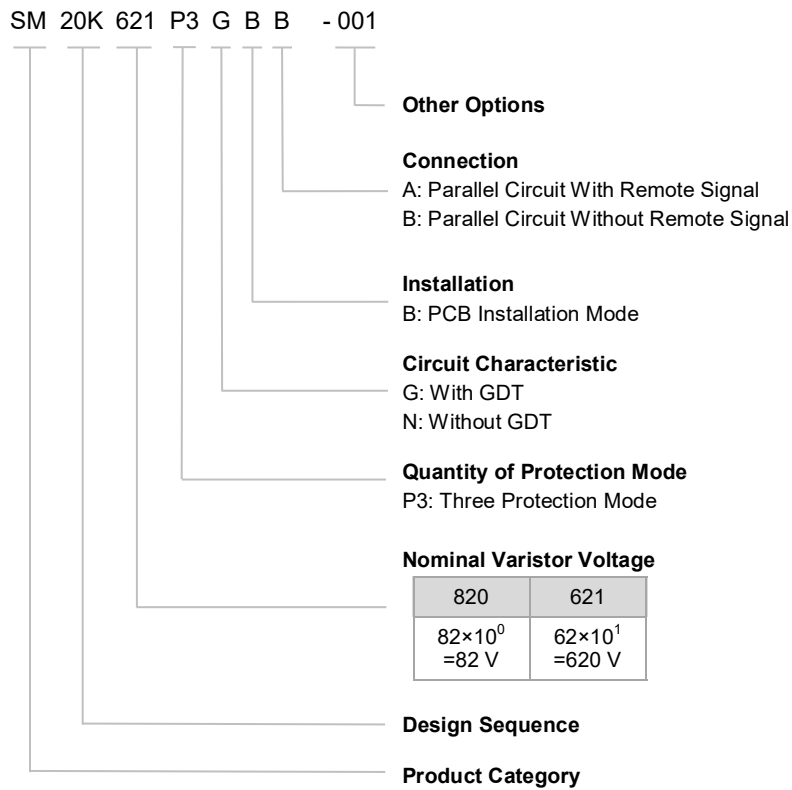 SM 20K 621 P3 G B B - 001
Other Options
Connection
A: Parallel Circuit With Remote Signal
B: Parallel Circuit Without Remote Signal
Installation
B: PCB Installation Mode
Circuit Characteristic
G: With GDT
N: Without GDT
Quantity of Protection Mode
P3: Three Protection Mode
Nominal Varistor Voltage
820 621
82×10⁰ 62×10¹
=82 V =620 V
Design Sequence
Product Category